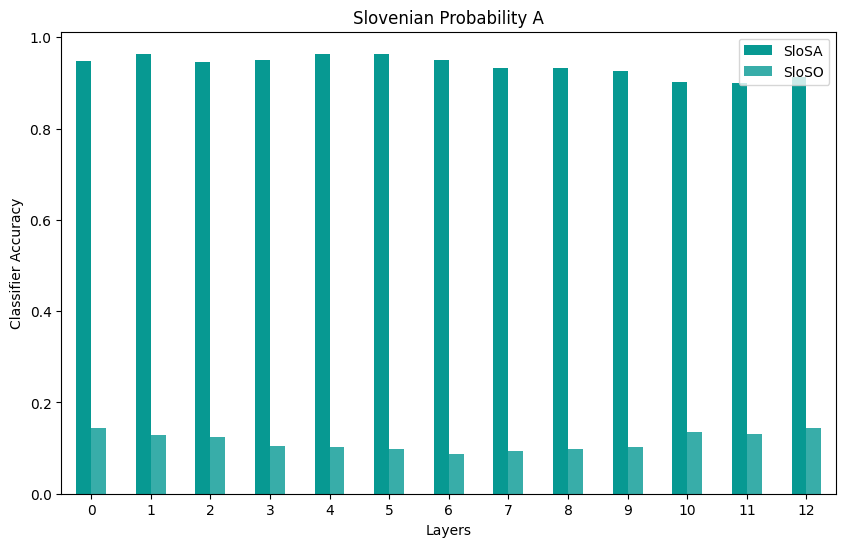 Slovenian Probability A
SloSA
SloSO
1.0
0.8
0.6
0.4
0.2
0.0
Classifier Accuracy
0 1 2 3 4 5 6 7 8 9 10 11 12
Layers